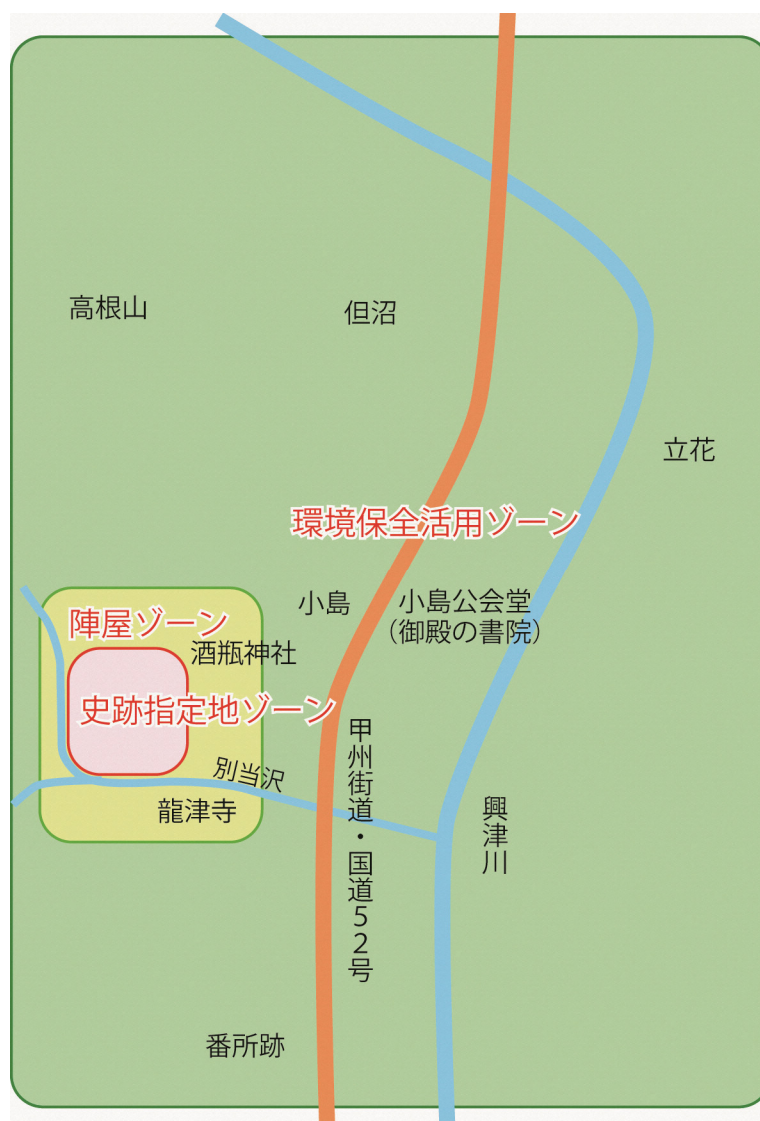 高根山
但沼
立花
環境保全活用ゾーン
小島
小島公会堂
（御殿の書院）
陣屋ゾーン
酒瓶神社
史跡指定地ゾーン
甲州街道・国道52号
別当沢
龍津寺
興津川
番所跡